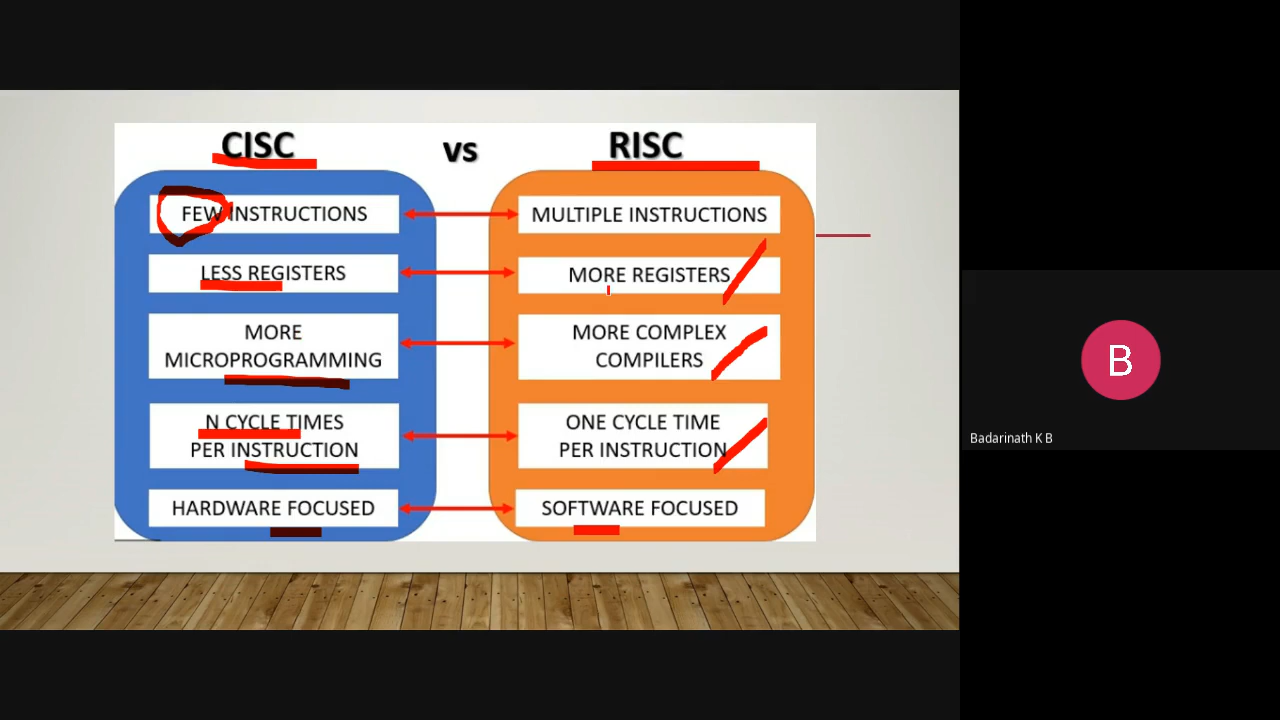 CISC vs RISC
FEW INSTRUCTIONS
MULTIPLE INSTRUCTIONS
LESS REGISTERS
MORE REGISTERS
MORE
MICROPROGRAMMING
MORE COMPLEX
COMPILERS
N CYCLE TIMES
PER INSTRUCTION
ONE CYCLE TIME
PER INSTRUCTION
HARDWARE FOCUSED
SOFTWARE FOCUSED
B
Badarinath K B